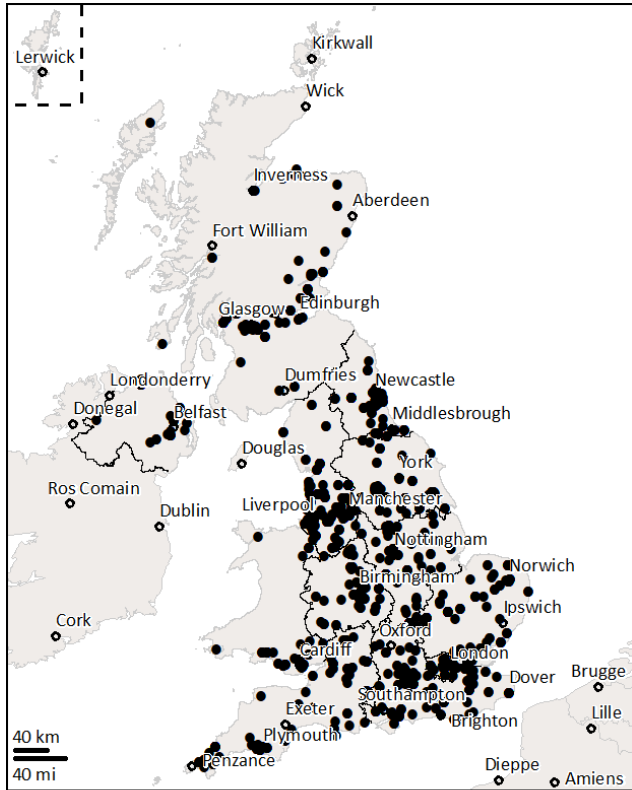 Kirkwall
Lerwick
Wick
Inverness
Aberdeen
Fort William
Glasgow
Edinburgh
Dumfries
Newcastle
Londonderry
Donegal
Belfast
Middlesbrough
Douglas
York
Ros Comain
Liverpool
Manchester
Dublin
Nottingham
Norwich
Birmingham
Ipswich
Cork
Oxford
Cardiff
London
Dover
Brugge
Southampton
Exeter
Brighton
Lille
Plymouth
40 km
Penzance
40 mi
Dieppe
Amiens